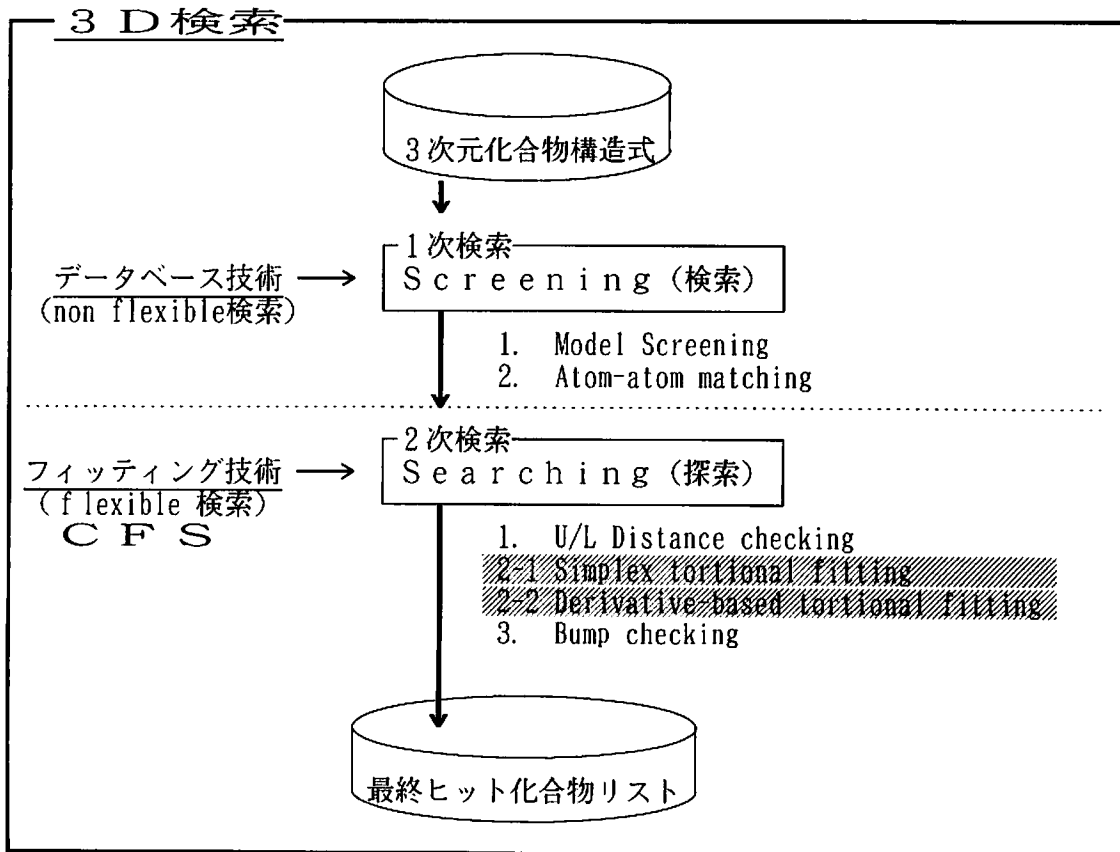 3D検索
3次元化合物構造式
1次検索
データベース技術
Screening(検索)
(non flexible検索)
1. Model Screening
2. Atom-atom matching
2次検索
フィッティング技術
Searching(探索)
(flexible 検索)
CFS
1. U/L Distance checking
2-1 Simplex tortional fitting
2-2 Derivative-based tortional fitting
3. Bump checking
最終ヒット化合物リスト